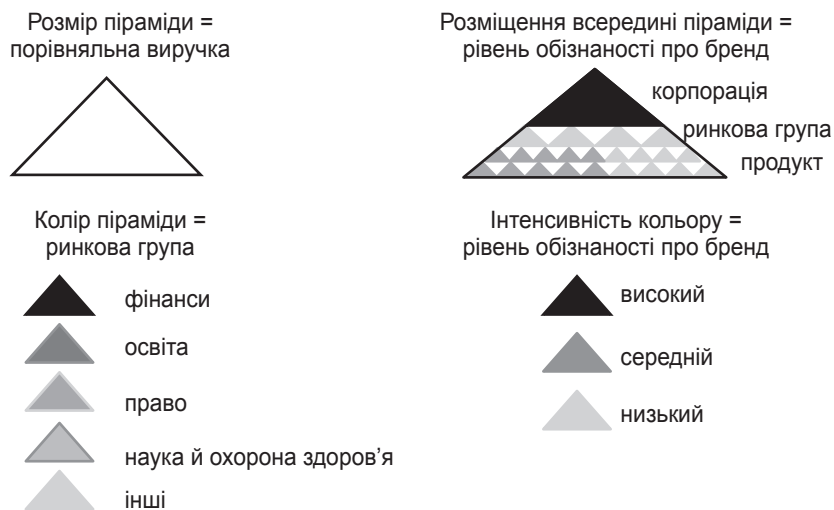 Розмір піраміди =
порівняльна виручка
Розміщення всередині піраміди =
рівень обізнаності про бренд
корпорація
ринкова група
продукт
Колір піраміди =
ринкова група
фінанси
освіта
право
наука й охорона здоров’я
інші
Інтенсивність кольору =
рівень обізнаності про бренд
високий
середній
низький